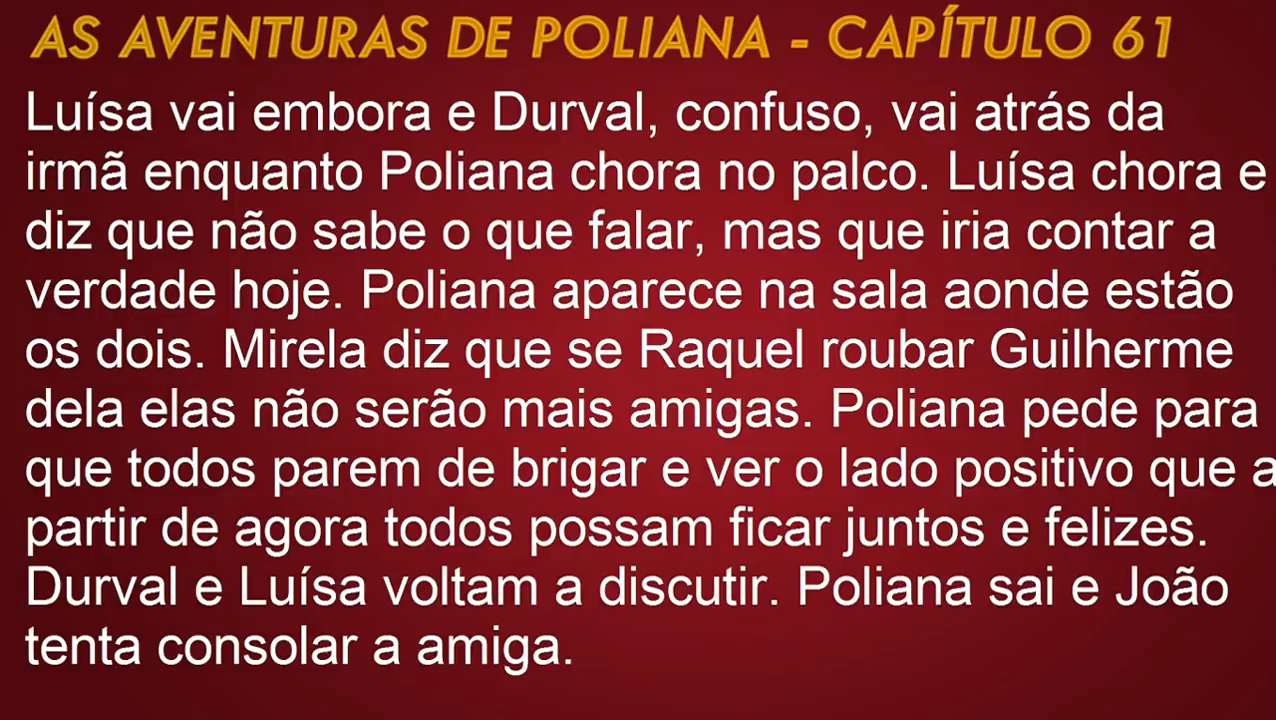 AS AVENTURAS DE POLIANA - CAPÍTULO 61
Luísa vai embora e Durval, confuso, vai atrás da
irmã enquanto Poliana chora no palco. Luísa chora e
diz que não sabe o que falar, mas que iria contar a
verdade hoje. Poliana aparece na sala aonde estão
os dois. Mirela diz que se Raquel roubar Guilherme
dela elas não serão mais amigas. Poliana pede para
que todos parem de brigar e ver o lado positivo que a
partir de agora todos possam ficar juntos e felizes.
Durval e Luísa voltam a discutir. Poliana sai e João
tenta consolar a amiga.